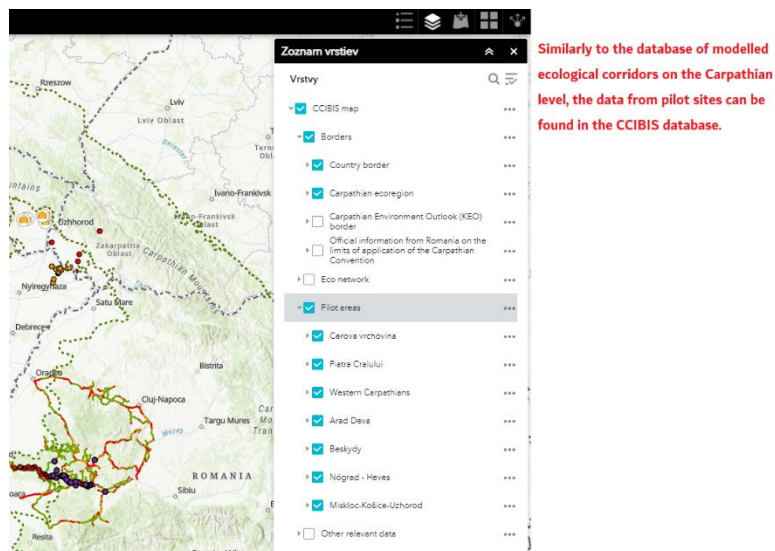 Zoznam vrstiev
Vrstvy
CCIBIS map
Borders
Country border
Carpathian ecoregion
Carpathian Environment Outlook (KEO)
border
Official information from Romania on the
limits of application of the Carpathian
Convention
Eco network
Pilot areas
Cerova vrchovina
Piatra Craiului
Western Carpathians
Arad Deva
Beskydy
Nógrad - Heves
Miskloc-Košice-Uzhorod
Other relevant data
Similarly to the database of modelled
ecological corridors on the Carpathian
level, the data from pilot sites can be
found in the CCIBIS database.
Rzeszow
Lviv
Lviv Oblast
Dniester
Ivano-Frankivsk
Uzhhorod
Zakarpattia
Oblast
Carpathian Mountains
Nyiregyhaza
Satu Mare
Debrecen
Oradea
Bistrita
Cluj-Napoca
Targu Mures
Mures
ROMANIA
Sibiu
Resita